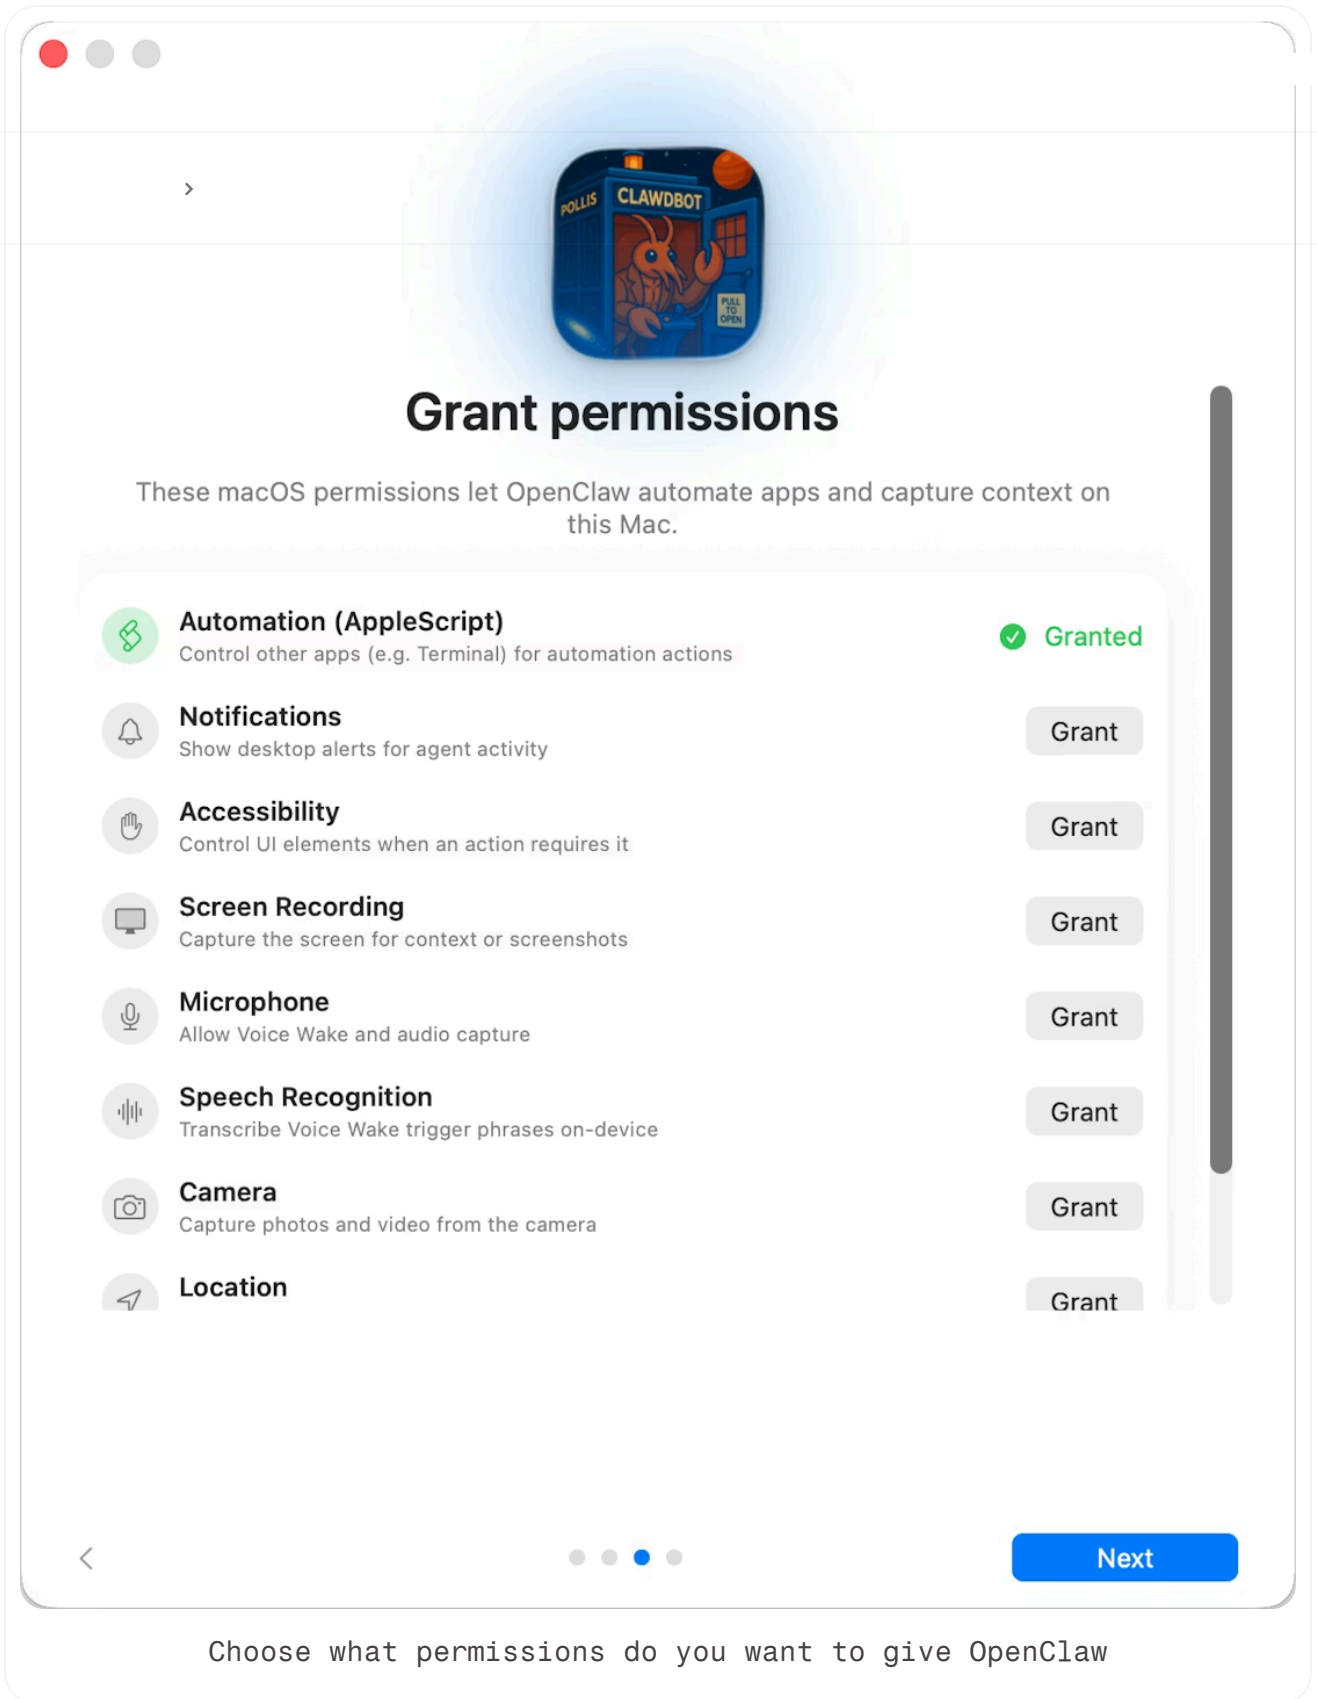 POLLIS
CLAWDBOT
PULL
TO
OPEN
Grant permissions
These macOS permissions let OpenClaw automate apps and capture context on
this Mac.
Automation (AppleScript)
Control other apps (e.g. Terminal) for automation actions
Granted
Notifications
Show desktop alerts for agent activity
Grant
Accessibility
Control UI elements when an action requires it
Grant
Screen Recording
Capture the screen for context or screenshots
Grant
Microphone
Allow Voice Wake and audio capture
Grant
Speech Recognition
Transcribe Voice Wake trigger phrases on-device
Grant
Camera
Capture photos and video from the camera
Grant
Location
Grant
Next
Choose what permissions do you want to give OpenClaw